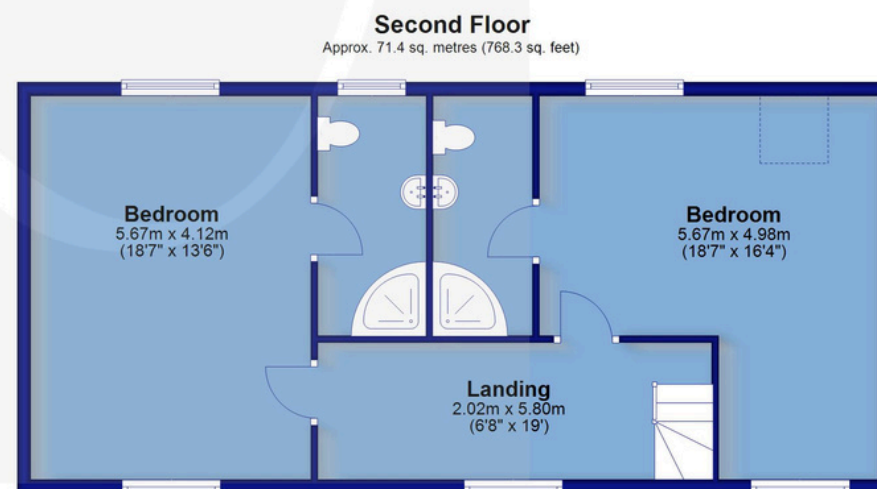 Second Floor
Approx. 71.4 sq. metres (768.3 sq. feet)
Bedroom
5.67m x 4.12m
(18'7" x 13'6")
Bedroom
5.67m x 4.98m
(18'7" x 16'4")
Landing
2.02m x 5.80m
(6'8" x 19')